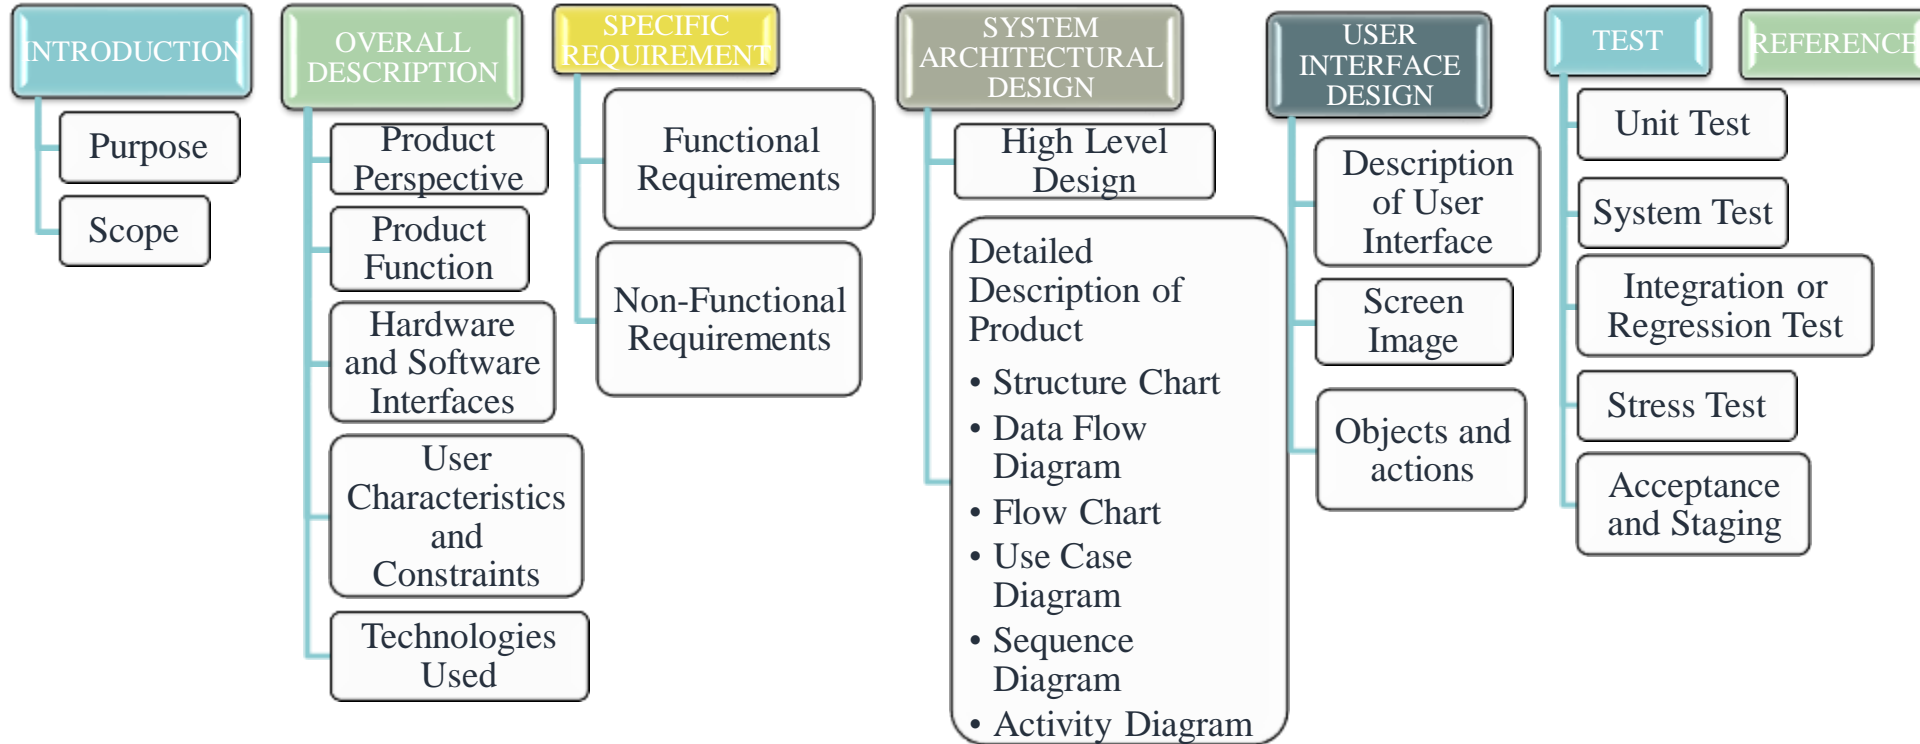 INTRODUCTION
Purpose
Scope
OVERALL
DESCRIPTION
Product
Perspective
Product
Function
Hardware
and Software
Interfaces
User
Characteristics
and
Constraints
Technologies
Used
SPECIFIC
REQUIREMENT
Functional
Requirements
Non-Functional
Requirements
SYSTEM
ARCHITECTURAL
DESIGN
High Level
Design
Detailed
Description of
Product
• Structure Chart
• Data Flow
Diagram
• Flow Chart
• Use Case
Diagram
• Sequence
Diagram
• Activity Diagram
USER
INTERFACE
DESIGN
Description
of User
Interface
Screen
Image
Objects and
actions
TEST
Unit Test
System Test
Integration or
Regression Test
Stress Test
Acceptance
and Staging
REFERENCE